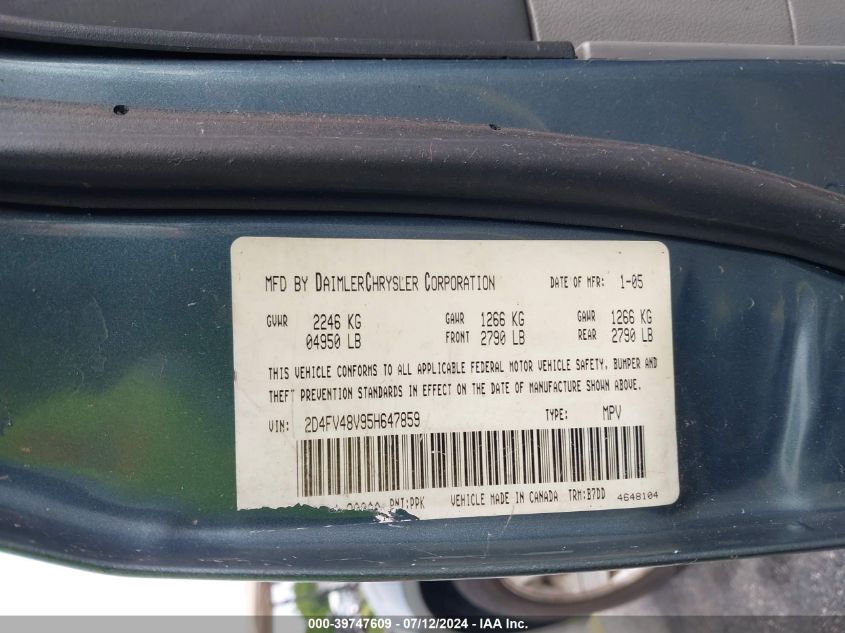 MFD BY DAIMLERCHRYSLER CORPORATION DATE OF MFR: 1-05
GVWR 2246 KG GAWR 1266 KG GAWR 1266 KG
04950 LB FRONT 2790 LB REAR 2790 LB
THIS VEHICLE CONFORMS TO ALL APPLICABLE FEDERAL MOTOR VEHICLE SAFETY, BUMPER AND
THEFT PREVENTION STANDARDS IN EFFECT ON THE DATE OF MANUFACTURE SHOWN ABOVE.
VIN: 2D4FV48V95H647859 TYPE: MPV
PNT:PPK VEHICLE MADE IN CANADA TRM:B7DD 4648104
000-39747609 - 07/12/2024 - IAA Inc.